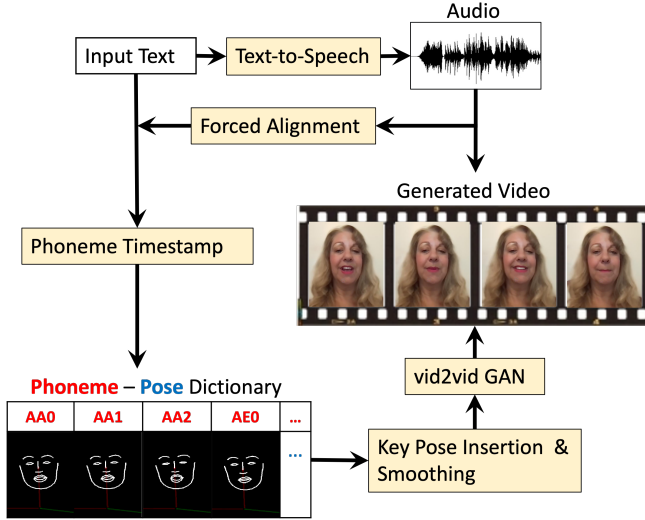 Audio
Input Text
Text-to-Speech
Forced Alignment
Generated Video
Phoneme Timestamp
vid2vid GAN
Phoneme – Pose Dictionary
AA0 AA1 AA2 AE0 ...
...
Key Pose Insertion &
Smoothing